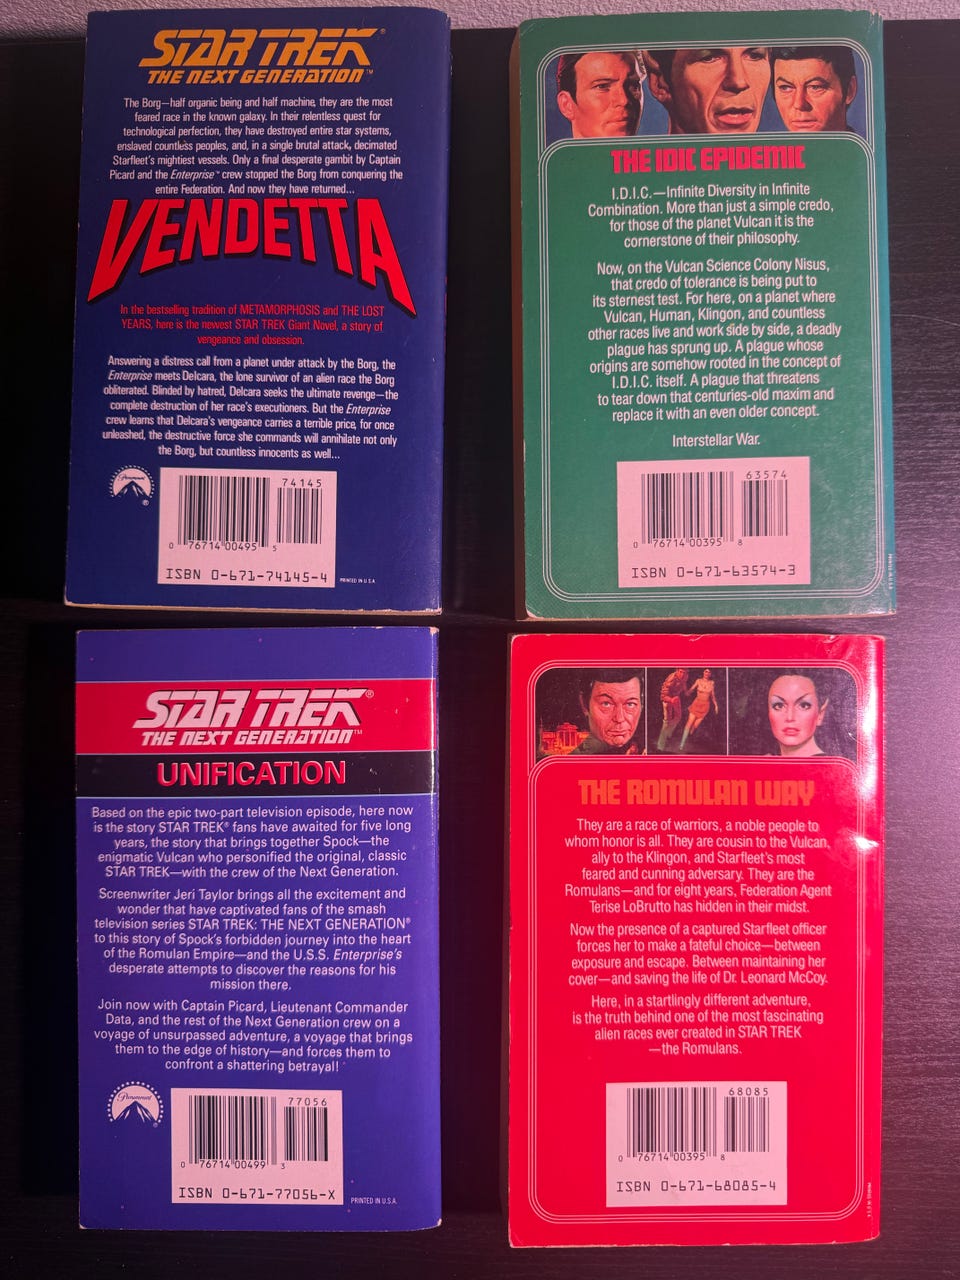 STAR TREK®
THE NEXT GENERATION™
The Borg—half organic being and half machine, they are the most
feared race in the known galaxy. In their relentless quest for
technological perfection, they have destroyed entire star systems,
enslaved countless peoples, and, in a single brutal attack, decimated
Starfleet's mightiest vessels. Only a final desperate gambit by Captain
Picard and the Enterprise™ crew stopped the Borg from conquering the
entire Federation. And now they have returned...
VENDETTA
In the bestselling tradition of METAMORPHOSIS and THE LOST
YEARS, here is the newest STAR TREK Giant Novel, a story of
vengeance and obsession.
Answering a distress call from a planet under attack by the Borg, the
Enterprise meets Delcara, the lone survivor of an alien race the Borg
obliterated. Blinded by hatred, Delcara seeks the ultimate revenge—the
complete destruction of her race's executioners. But the Enterprise
crew learns that Delcara's vengeance carries a terrible price, for once
unleashed, the destructive force she commands will annihilate not only
the Borg, but countless innocents as well...
Paramount
®
74145
0 76714 00495 5
ISBN 0-671-74145-4
PRINTED IN U.S.A.
THE IDIC EPIDEMIC
I.D.I.C.—Infinite Diversity in Infinite
Combination. More than just a simple credo,
for those of the planet Vulcan it is the
cornerstone of their philosophy.
Now, on the Vulcan Science Colony Nisus,
that credo of tolerance is being put to
its sternest test. For here, on a planet where
Vulcan, Human, Klingon, and countless
other races live and work side by side, a deadly
plague has sprung up. A plague whose
origins are somehow rooted in the concept of
I.D.I.C. itself. A plague that threatens
to tear down that centuries-old maxim and
replace it with an even older concept.
Interstellar War.
63574
0 76714 00395 8
ISBN 0-671-63574-3
PRINTED IN U.S.A.
STAR TREK®
THE NEXT GENERATION™
UNIFICATION
Based on the epic two-part television episode, here now
is the story STAR TREK® fans have awaited for five long
years, the story that brings together Spock—the
enigmatic Vulcan who personified the original, classic
STAR TREK—with the crew of the Next Generation.
Screenwriter Jeri Taylor brings all the excitement and
wonder that have captivated fans of the smash
television series STAR TREK: THE NEXT GENERATION®
to this story of Spock's forbidden journey into the heart
of the Romulan Empire—and the U.S.S. Enterprise's
desperate attempts to discover the reasons for his
mission there.
Join now with Captain Picard, Lieutenant Commander
Data, and the rest of the Next Generation crew on a
voyage of unsurpassed adventure, a voyage that brings
them to the edge of history—and forces them to
confront a shattering betrayal!
Paramount
®
77056
0 76714 00499 3
ISBN 0-671-77056-X
PRINTED IN U.S.A.
THE ROMULAN WAY
They are a race of warriors, a noble people to
whom honor is all. They are cousin to the Vulcan,
ally to the Klingon, and Starfleet's most
feared and cunning adversary. They are the
Romulans—and for eight years, Federation Agent
Terise LoBrutto has hidden in their midst.
Now the presence of a captured Starfleet officer
forces her to make a fateful choice—between
exposure and escape. Between maintaining her
cover—and saving the life of Dr. Leonard McCoy.
Here, in a startlingly different adventure,
is the truth behind one of the most fascinating
alien races ever created in STAR TREK
—the Romulans.
68085
0 76714 00395 8
ISBN 0-671-68085-4
PRINTED IN U.S.A.